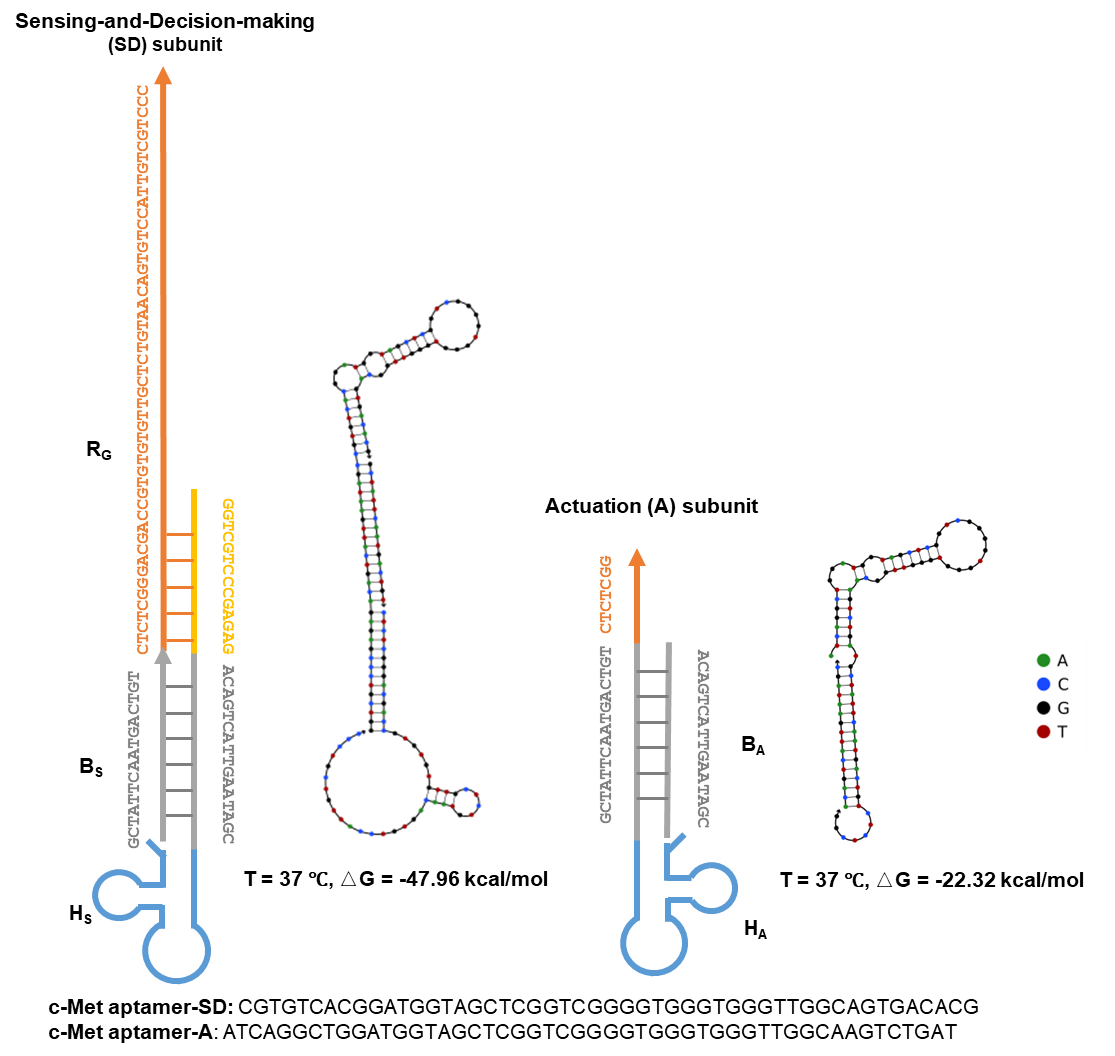 Sensing-and-Decision-making
(SD) subunit
CTCTCGGGACGACCGTGTGTGTTGCTCTGTAACAGTGTCCATTGTCGTCCC
RG
GGTCGTCCCGAGAG
GCTATTCAATGACTGT
BS
ACAGTCATTGAATAGC
HS
T = 37 ℃, △G = -47.96 kcal/mol
Actuation (A) subunit
CTCTCGG
GCTATTCAATGACTGT
ACAGTCATTGAATAGC
BA
HA
A
C
G
T
T = 37 ℃, △G = -22.32 kcal/mol
c-Met aptamer-SD: CGTGTCACGGATGGTAGCTCGGTCGGGGTGGGTGGGTTGGCAGTGACACG
c-Met aptamer-A: ATCAGGCTGGATGGTAGCTCGGTCGGGGTGGGTGGGTTGGCAAGTCTGAT